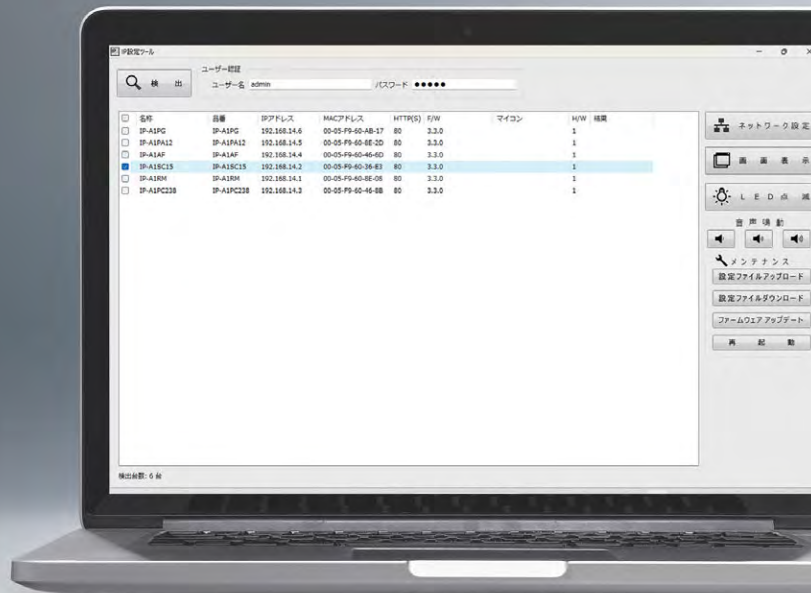 IP設定ツール
検 出
ユーザー認証
ユーザー名 admin パスワード ●●●●●
名称 品番 IPアドレス MACアドレス HTTP(S) F/W マイコン H/W 結果
IP-A1PG IP-A1PG 192.168.14.6 00-05-F9-60-AB-17 80 3.3.0 1
IP-A1PA12 IP-A1PA12 192.168.14.5 00-05-F9-60-8E-2D 80 3.3.0 1
IP-A1AF IP-A1AF 192.168.14.4 00-05-F9-60-46-6D 80 3.3.0 1
IP-A1SC15 IP-A1SC15 192.168.14.2 00-05-F9-60-36-83 80 3.3.0 1
IP-A1RM IP-A1RM 192.168.14.1 00-05-F9-60-8E-08 80 3.3.0 1
IP-A1PC238 IP-A1PC238 192.168.14.3 00-05-F9-60-46-8B 80 3.3.0 1
ネットワーク設定
画 面 表 示
L E D 点 滅
音 声 鳴 動
メンテナンス
設定ファイルアップロード
設定ファイルダウンロード
ファームウェア アップデート
再 起 動
検出台数: 6 台